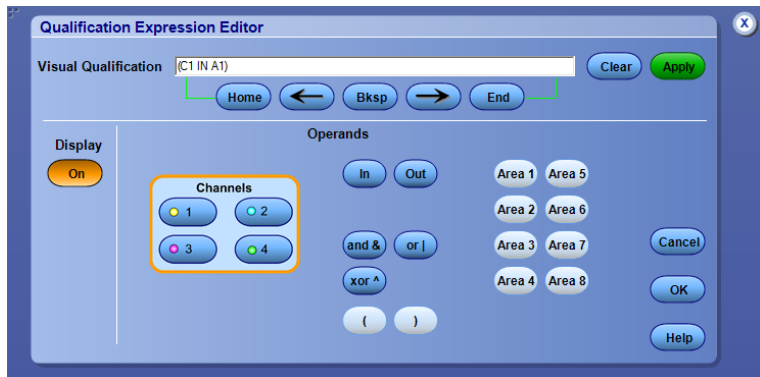 Qualification Expression Editor
X
Visual Qualification (C1 IN A1) Clear Apply
Home Bksp End
Display
On
Operands
Channels
1 2
3 4
In Out
and & or |
xor ^
( )
Area 1 Area 5
Area 2 Area 6
Area 3 Area 7
Area 4 Area 8
Cancel
OK
Help